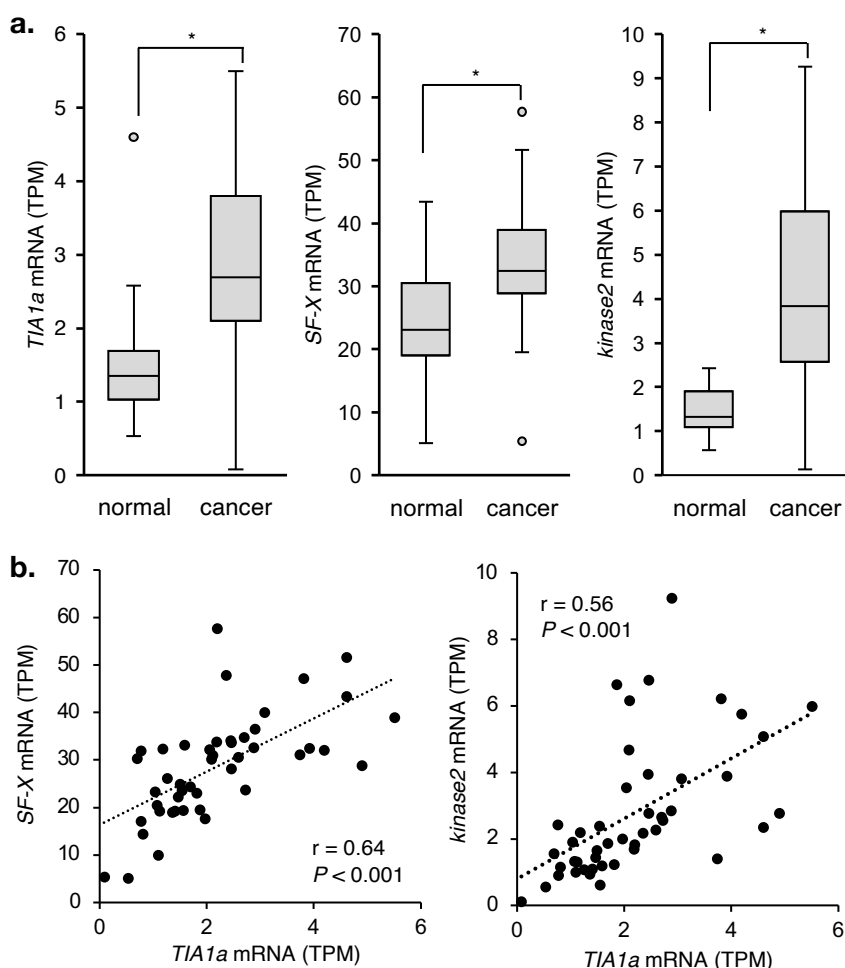 a.
TIA1a mRNA (TPM)
6
5
4
3
2
1
0
*
normal cancer
SF-X mRNA (TPM)
70
60
50
40
30
20
10
0
*
normal cancer
kinase2 mRNA (TPM)
10
9
8
7
6
5
4
3
2
1
0
*
normal cancer
b.
SF-X mRNA (TPM)
70
60
50
40
30
20
10
0
r = 0.64
P < 0.001
0 2 4 6
TIA1a mRNA (TPM)
kinase2 mRNA (TPM)
10
8
6
4
2
0
r = 0.56
P < 0.001
0 2 4 6
TIA1a mRNA (TPM)